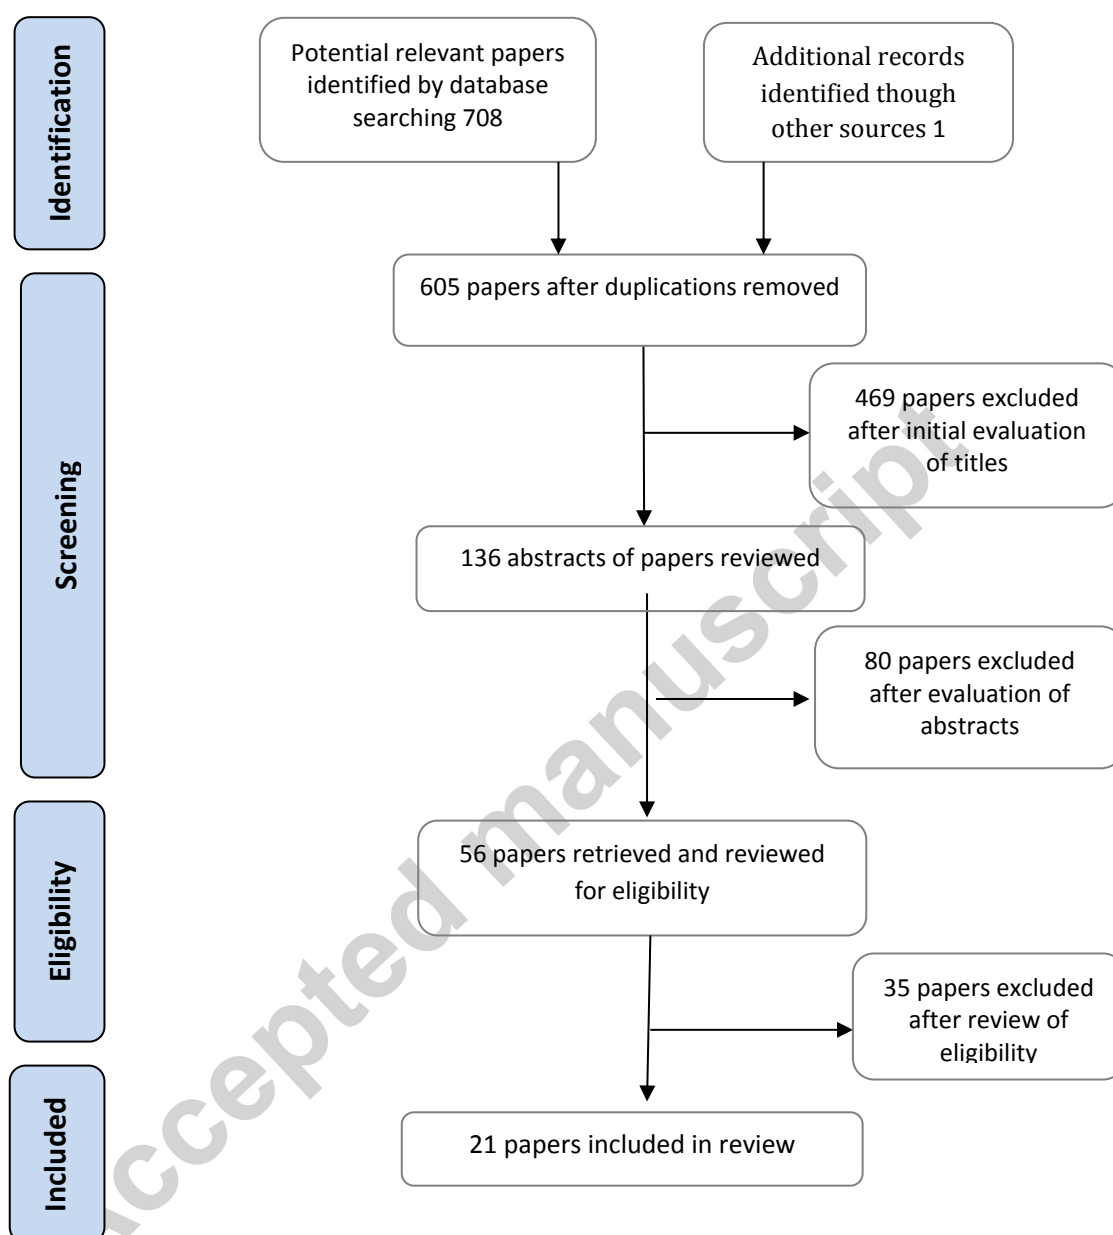 Identification
Potential relevant papers
identified by database
searching 708
Additional records
identified though
other sources 1
Screening
605 papers after duplications removed
469 papers excluded
after initial evaluation
of titles
136 abstracts of papers reviewed
80 papers excluded
after evaluation of
abstracts
Eligibility
56 papers retrieved and reviewed
for eligibility
35 papers excluded
after review of
eligibility
Included
21 papers included in review
Accepted manuscript